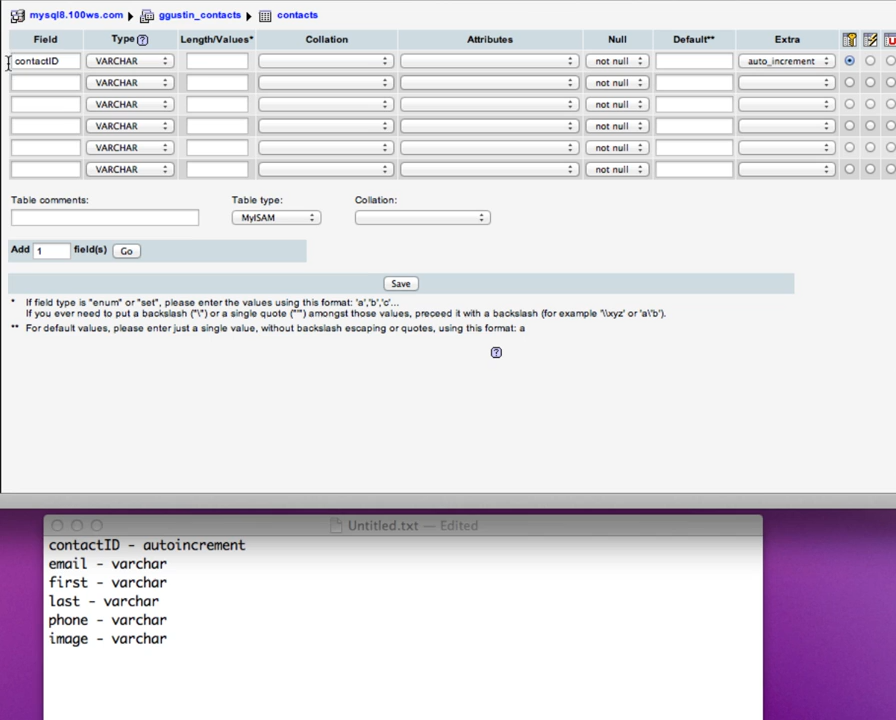 mysql8.100ws.com ▶ ggustin_contacts ▶ contacts
Field Type Length/Values* Collation Attributes Null Default** Extra
contactID VARCHAR not null auto_increment
VARCHAR not null
VARCHAR not null
VARCHAR not null
VARCHAR not null
VARCHAR not null
Table comments: Table type: Collation:
MyISAM
Add 1 field(s) Go
Save
* If field type is "enum" or "set", please enter the values using this format: 'a','b','c'...
If you ever need to put a backslash ("\") or a single quote ("'") amongst those values, preceed it with a backslash (for example '\\xyz' or 'a\'b').
** For default values, please enter just a single value, without backslash escaping or quotes, using this format: a
Untitled.txt — Edited
contactID - autoincrement
email - varchar
first - varchar
last - varchar
phone - varchar
image - varchar